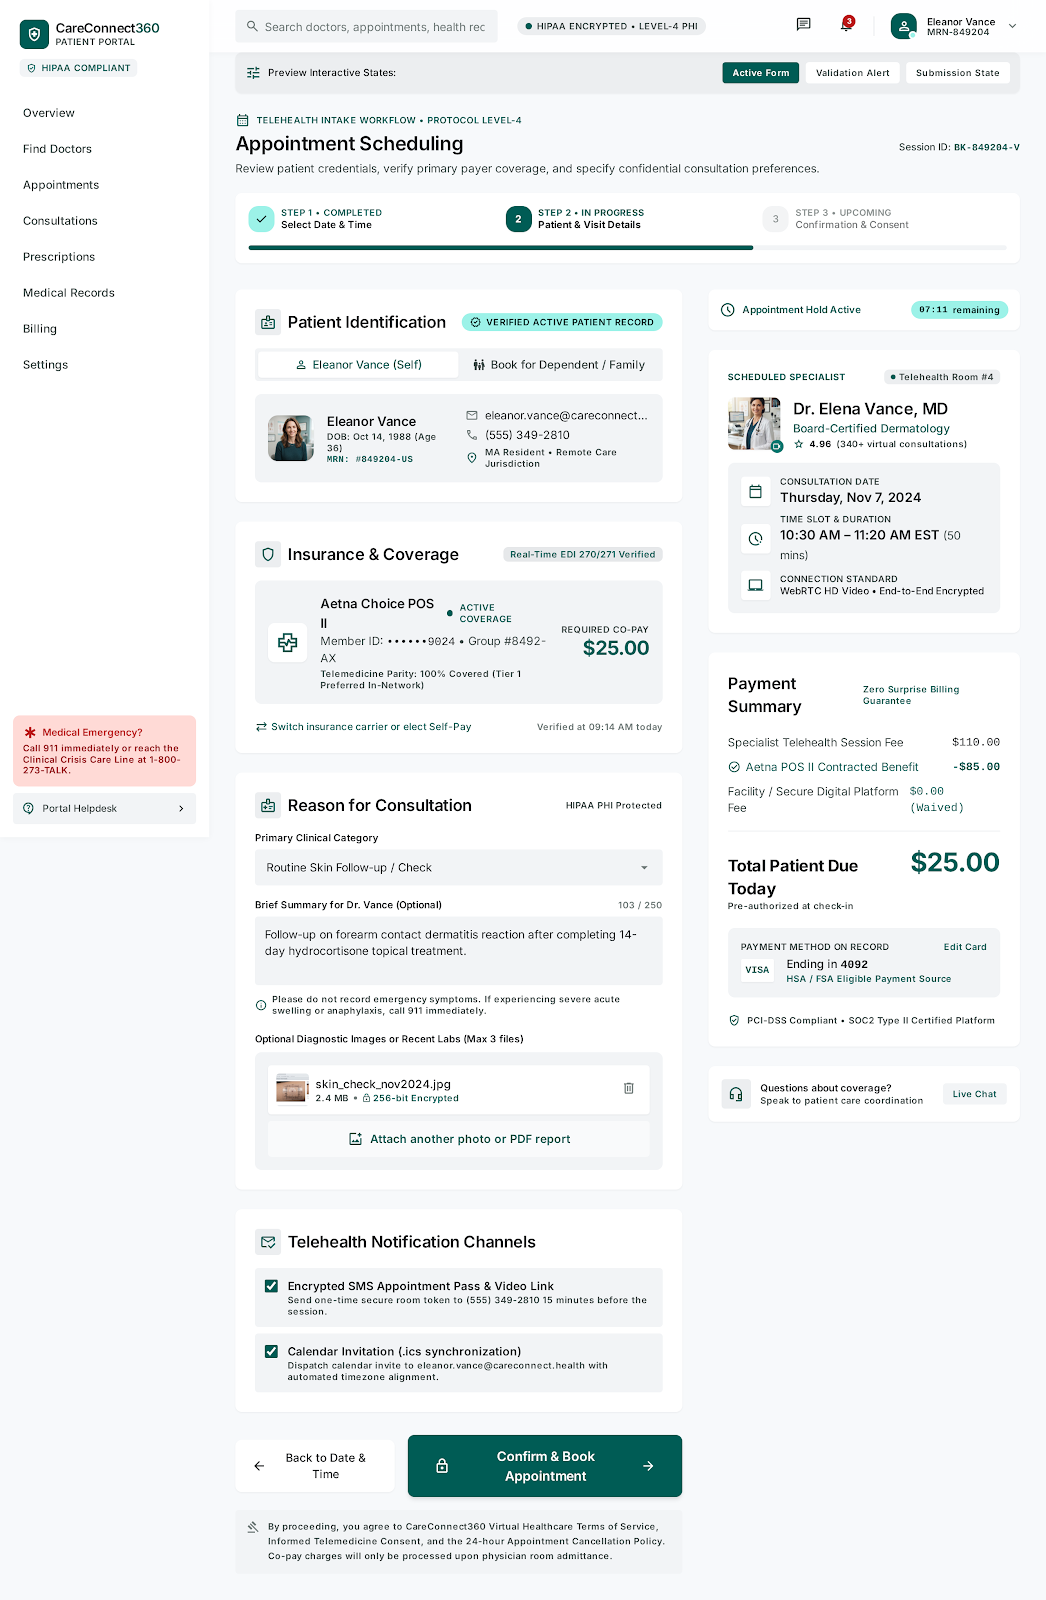 CareConnect360
PATIENT PORTAL
HIPAA COMPLIANT
Overview
Find Doctors
Appointments
Consultations
Prescriptions
Medical Records
Billing
Settings
Medical Emergency?
Call 911 immediately or reach the
Clinical Crisis Care Line at 1-800-
273-TALK.
Portal Helpdesk
Search doctors, appointments, health rec
HIPAA ENCRYPTED • LEVEL-4 PHI
3
Eleanor Vance
MRN-849204
Preview Interactive States:
Active Form
Validation Alert
Submission State
TELEHEALTH INTAKE WORKFLOW • PROTOCOL LEVEL-4
Appointment Scheduling
Session ID: BK-849204-V
Review patient credentials, verify primary payer coverage, and specify confidential consultation preferences.
STEP 1 • COMPLETED
Select Date & Time
2
STEP 2 • IN PROGRESS
Patient & Visit Details
3
STEP 3 • UPCOMING
Confirmation & Consent
Patient Identification
VERIFIED ACTIVE PATIENT RECORD
Eleanor Vance (Self)
Book for Dependent / Family
Eleanor Vance
DOB: Oct 14, 1988 (Age
36)
MRN: #849204-US
eleanor.vance@careconnect...
(555) 349-2810
MA Resident • Remote Care
Jurisdiction
Insurance & Coverage
Real-Time EDI 270/271 Verified
Aetna Choice POS
II
ACTIVE
COVERAGE
Member ID: ••••••9024 • Group #8492-
AX
Telemedicine Parity: 100% Covered (Tier 1
Preferred In-Network)
REQUIRED CO-PAY
$25.00
Switch insurance carrier or elect Self-Pay
Verified at 09:14 AM today
Reason for Consultation
HIPAA PHI Protected
Primary Clinical Category
Routine Skin Follow-up / Check
Brief Summary for Dr. Vance (Optional)
103 / 250
Follow-up on forearm contact dermatitis reaction after completing 14-
day hydrocortisone topical treatment.
Please do not record emergency symptoms. If experiencing severe acute
swelling or anaphylaxis, call 911 immediately.
Optional Diagnostic Images or Recent Labs (Max 3 files)
skin_check_nov2024.jpg
2.4 MB • 256-bit Encrypted
Attach another photo or PDF report
Telehealth Notification Channels
Encrypted SMS Appointment Pass & Video Link
Send one-time secure room token to (555) 349-2810 15 minutes before the
session.
Calendar Invitation (.ics synchronization)
Dispatch calendar invite to eleanor.vance@careconnect.health with
automated timezone alignment.
Back to Date &
Time
Confirm & Book
Appointment
By proceeding, you agree to CareConnect360 Virtual Healthcare Terms of Service,
Informed Telemedicine Consent, and the 24-hour Appointment Cancellation Policy.
Co-pay charges will only be processed upon physician room admittance.
Appointment Hold Active
07:11 remaining
SCHEDULED SPECIALIST
Telehealth Room #4
Dr. Elena Vance, MD
Board-Certified Dermatology
4.96 (340+ virtual consultations)
CONSULTATION DATE
Thursday, Nov 7, 2024
TIME SLOT & DURATION
10:30 AM – 11:20 AM EST (50
mins)
CONNECTION STANDARD
WebRTC HD Video • End-to-End Encrypted
Payment
Summary
Zero Surprise Billing
Guarantee
Specialist Telehealth Session Fee
$110.00
Aetna POS II Contracted Benefit
-$85.00
Facility / Secure Digital Platform
Fee
$0.00
(Waived)
Total Patient Due
Today
$25.00
Pre-authorized at check-in
PAYMENT METHOD ON RECORD
Edit Card
VISA
Ending in 4092
HSA / FSA Eligible Payment Source
PCI-DSS Compliant • SOC2 Type II Certified Platform
Questions about coverage?
Speak to patient care coordination
Live Chat